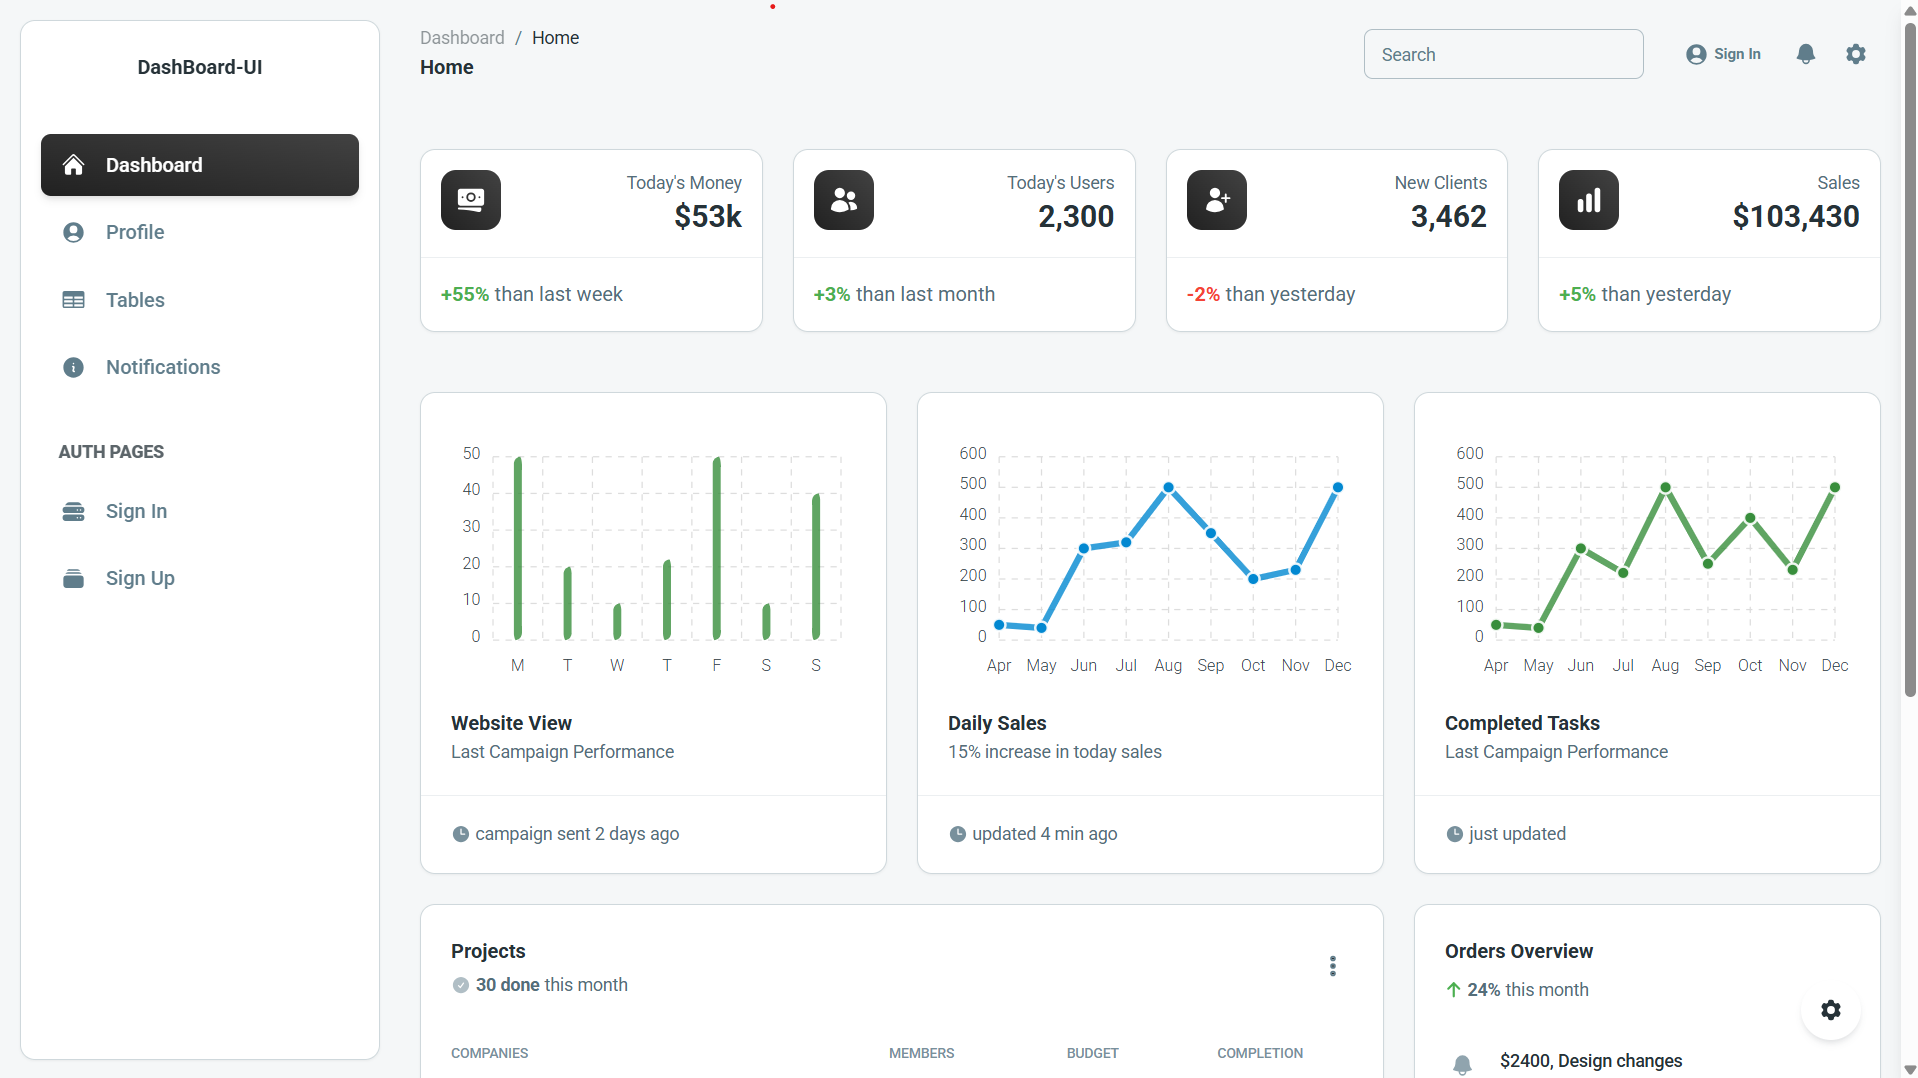 DashBoard-UI
Dashboard
Profile
Tables
Notifications
AUTH PAGES
Sign In
Sign Up
Dashboard / Home
Home
Search
Sign In
Today's Money
$53k
+55% than last week
Today's Users
2,300
+3% than last month
New Clients
3,462
-2% than yesterday
Sales
$103,430
+5% than yesterday
50
40
30
20
10
0
M T W T F S S
Website View
Last Campaign Performance
campaign sent 2 days ago
600
500
400
300
200
100
0
Apr May Jun Jul Aug Sep Oct Nov Dec
Daily Sales
15% increase in today sales
updated 4 min ago
600
500
400
300
200
100
0
Apr May Jun Jul Aug Sep Oct Nov Dec
Completed Tasks
Last Campaign Performance
just updated
Projects
30 done this month
COMPANIES MEMBERS BUDGET COMPLETION
Orders Overview
24% this month
$2400, Design changes